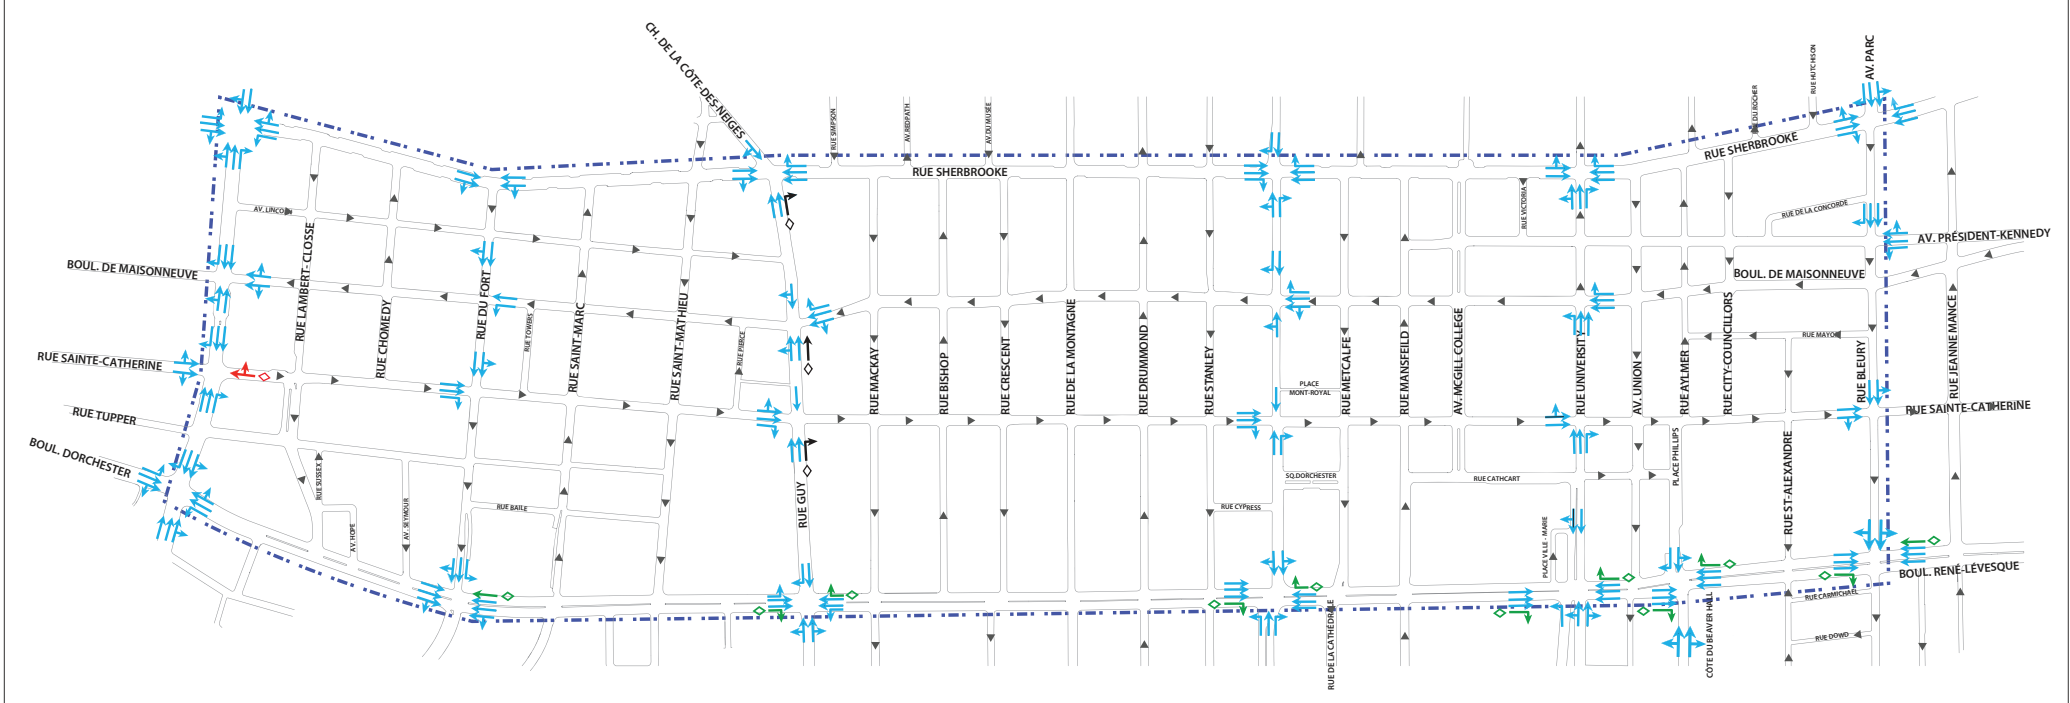 CH. DE LA CÔTE-DES-NEIGES
RUE SIMPSON
AV. REDPATH
AV. DU MUSÉE
RUE HUTCHISON
AV. PARC
RUE SHERBROOKE
RUE SHERBROOKE
RUE VICTORIA
RUE DE LA CONCORDE
AV. LINCOLN
BOUL. DE MAISONNEUVE
AV. PRÉSIDENT-KENNEDY
BOUL. DE MAISONNEUVE
RUE LAMBERT- CLOSSE
RUE CHOMEDY
RUE DU FORT
RUE TOWERS
RUE SAINT-MARC
RUE SAINT-MATHIEU
RUE PIERCE
RUE MACKAY
RUE BISHOP
RUE CRESCENT
RUE DE LA MONTAGNE
RUE DRUMMOND
RUE STANLEY
RUE METCALFE
RUE MANSFEILD
AV. MCGILL COLLEGE
RUE UNIVERSITY
AV. UNION
RUE AYLMER
RUE CITY-COUNCILLORS
RUE MAYOR
RUE BLEURY
RUE JEANNE MANCE
RUE SAINTE-CATHERINE
PLACE
MONT-ROYAL
RUE SAINTE-CATHERINE
RUE TUPPER
BOUL. DORCHESTER
RUE SUSSEX
AV. HOPE
AV. SEYMOUR
RUE BAILE
RUE GUY
RUE CYPRESS
SQ.DORCHESTER
RUE CATHCART
PLACE PHILLIPS
RUE ST-ALEXANDRE
PLACE VILLE - MARIE
BOUL. RENÉ-LÉVESQUE
RUE CARMICHAEL
RUE DOWD
RUE DE LA CATHÉDRALE
CÔTE DU BEAVER HALL